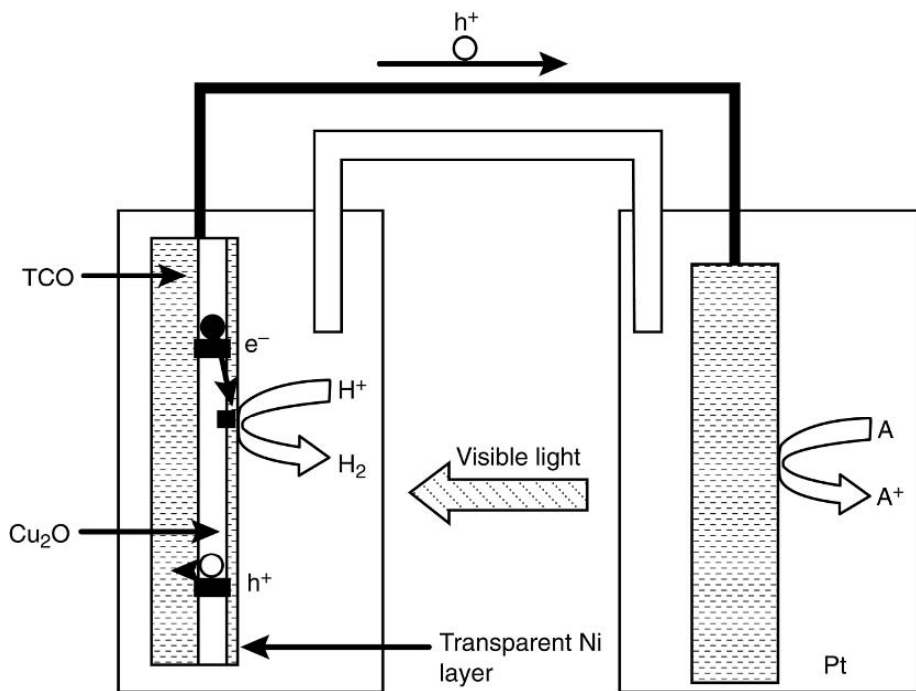 h⁺
TCO
e⁻
H⁺
H₂
Visible light
A
A⁺
Cu₂O
h⁺
Transparent Ni
layer
Pt